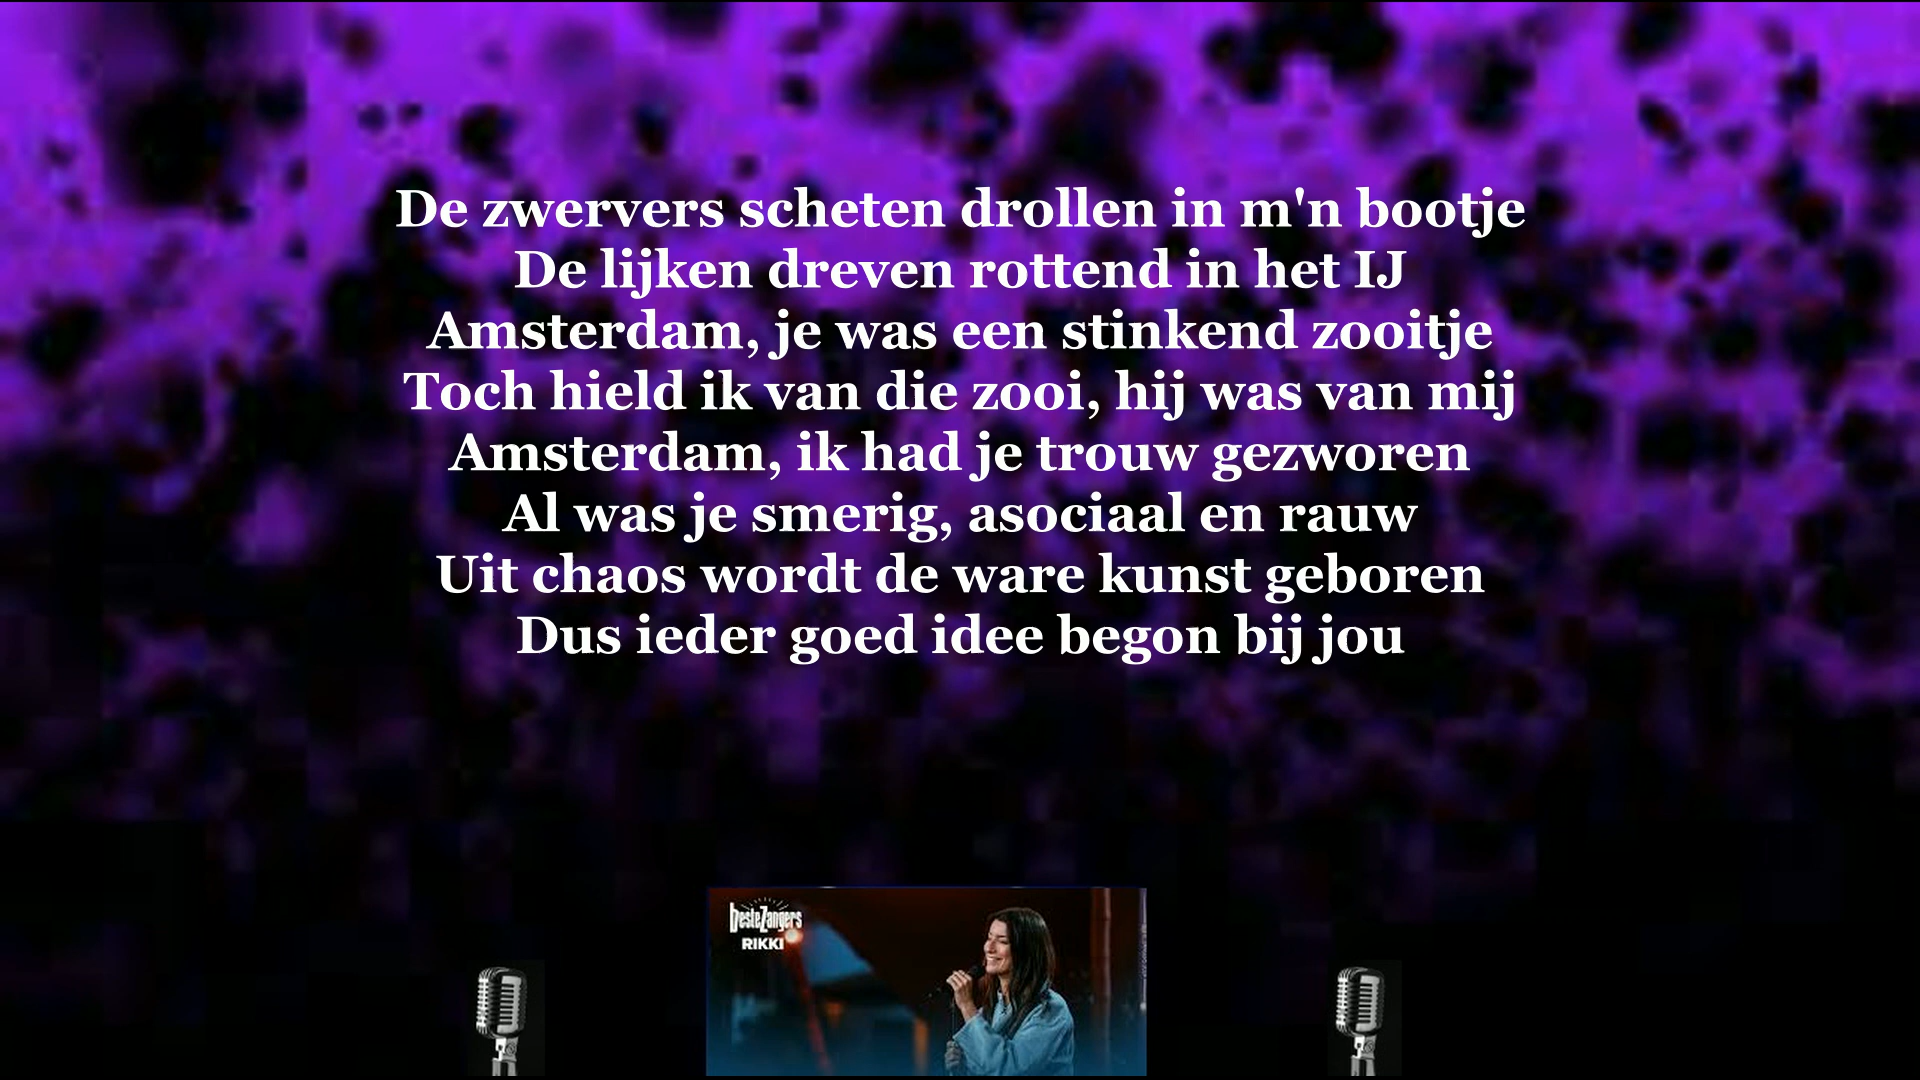 De zwervers scheten drollen in m'n bootje
De lijken dreven rottend in het IJ
Amsterdam, je was een stinkend zooitje
Toch hield ik van die zooi, hij was van mij
Amsterdam, ik had je trouw gezworen
Al was je smerig, asociaal en rauw
Uit chaos wordt de ware kunst geboren
Dus ieder goed idee begon bij jou
beste Zangers
RIKKI